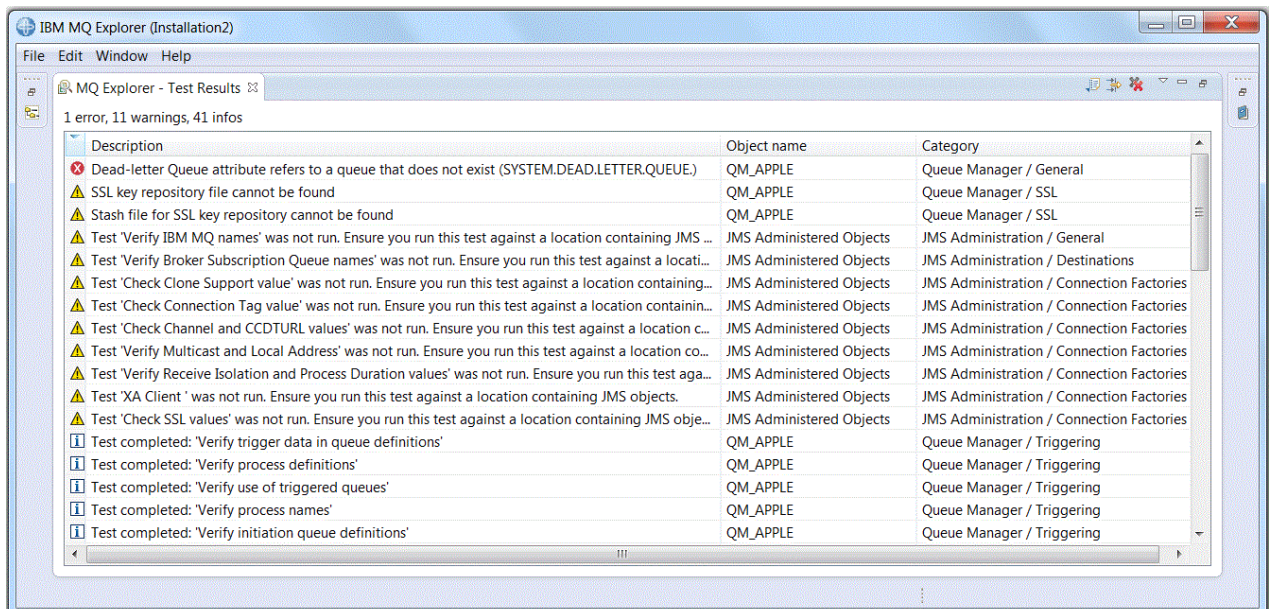 IBM MQ Explorer (Installation2)
File Edit Window Help
MQ Explorer - Test Results
1 error, 11 warnings, 41 infos
Description Object name Category
Dead-letter Queue attribute refers to a queue that does not exist (SYSTEM.DEAD.LETTER.QUEUE.) QM_APPLE Queue Manager / General
SSL key repository file cannot be found QM_APPLE Queue Manager / SSL
Stash file for SSL key repository cannot be found QM_APPLE Queue Manager / SSL
Test 'Verify IBM MQ names' was not run. Ensure you run this test against a location containing JMS ... JMS Administered Objects JMS Administration / General
Test 'Verify Broker Subscription Queue names' was not run. Ensure you run this test against a locati... JMS Administered Objects JMS Administration / Destinations
Test 'Check Clone Support value' was not run. Ensure you run this test against a location containing... JMS Administered Objects JMS Administration / Connection Factories
Test 'Check Connection Tag value' was not run. Ensure you run this test against a location containin... JMS Administered Objects JMS Administration / Connection Factories
Test 'Check Channel and CCDTURL values' was not run. Ensure you run this test against a location c... JMS Administered Objects JMS Administration / Connection Factories
Test 'Verify Multicast and Local Address' was not run. Ensure you run this test against a location co... JMS Administered Objects JMS Administration / Connection Factories
Test 'Verify Receive Isolation and Process Duration values' was not run. Ensure you run this test aga... JMS Administered Objects JMS Administration / Connection Factories
Test 'XA Client ' was not run. Ensure you run this test against a location containing JMS objects. JMS Administered Objects JMS Administration / Connection Factories
Test 'Check SSL values' was not run. Ensure you run this test against a location containing JMS obje... JMS Administered Objects JMS Administration / Connection Factories
Test completed: 'Verify trigger data in queue definitions' QM_APPLE Queue Manager / Triggering
Test completed: 'Verify process definitions' QM_APPLE Queue Manager / Triggering
Test completed: 'Verify use of triggered queues' QM_APPLE Queue Manager / Triggering
Test completed: 'Verify process names' QM_APPLE Queue Manager / Triggering
Test completed: 'Verify initiation queue definitions' QM_APPLE Queue Manager / Triggering